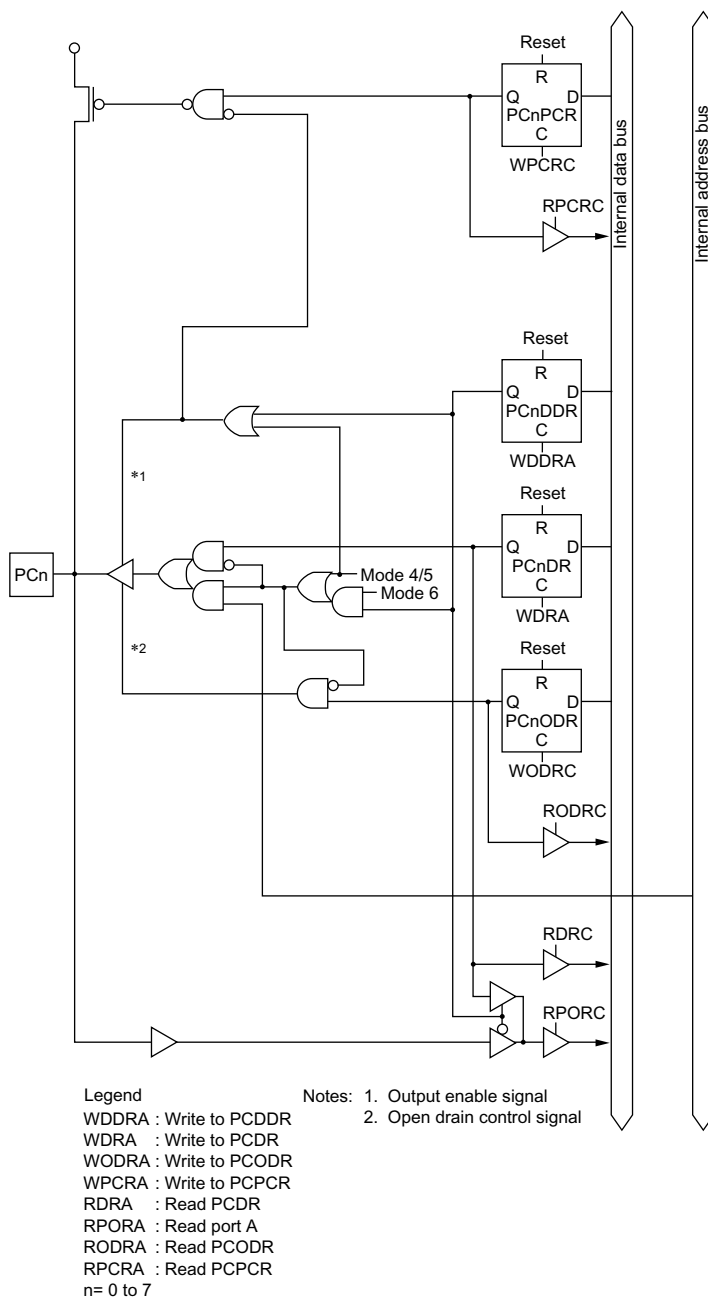 Reset
R
Q D
PCnPCR
C
WPCRC
RPCRC
Internal data bus
Internal address bus
Reset
R
Q D
PCnDDR
C
WDDRA
*1
Reset
R
Q D
PCnDR
C
WDRA
PCn
Mode 4/5
Mode 6
*2
Reset
R
Q D
PCnODR
C
WODRC
RODRC
RDRC
RPORC
Legend
WDDRA : Write to PCDDR
WDRA : Write to PCDR
WODRA : Write to PCODR
WPCRA : Write to PCPCR
RDRA : Read PCDR
RPORA : Read port A
RODRA : Read PCODR
RPCRA : Read PCPCR
n= 0 to 7
Notes: 1. Output enable signal
2. Open drain control signal